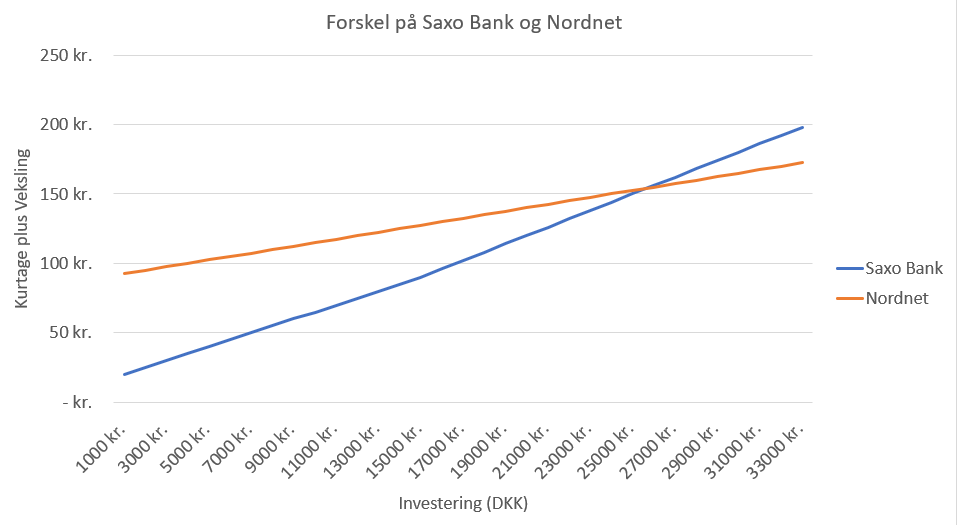 Forskel på Saxo Bank og Nordnet
250 kr.
200 kr.
150 kr.
100 kr.
50 kr.
- kr.
Kurtage plus Veksling
1000 kr.
3000 kr.
5000 kr.
7000 kr.
9000 kr.
11000 kr.
13000 kr.
15000 kr.
17000 kr.
19000 kr.
21000 kr.
23000 kr.
25000 kr.
27000 kr.
29000 kr.
31000 kr.
33000 kr.
Investering (DKK)
Saxo Bank
Nordnet